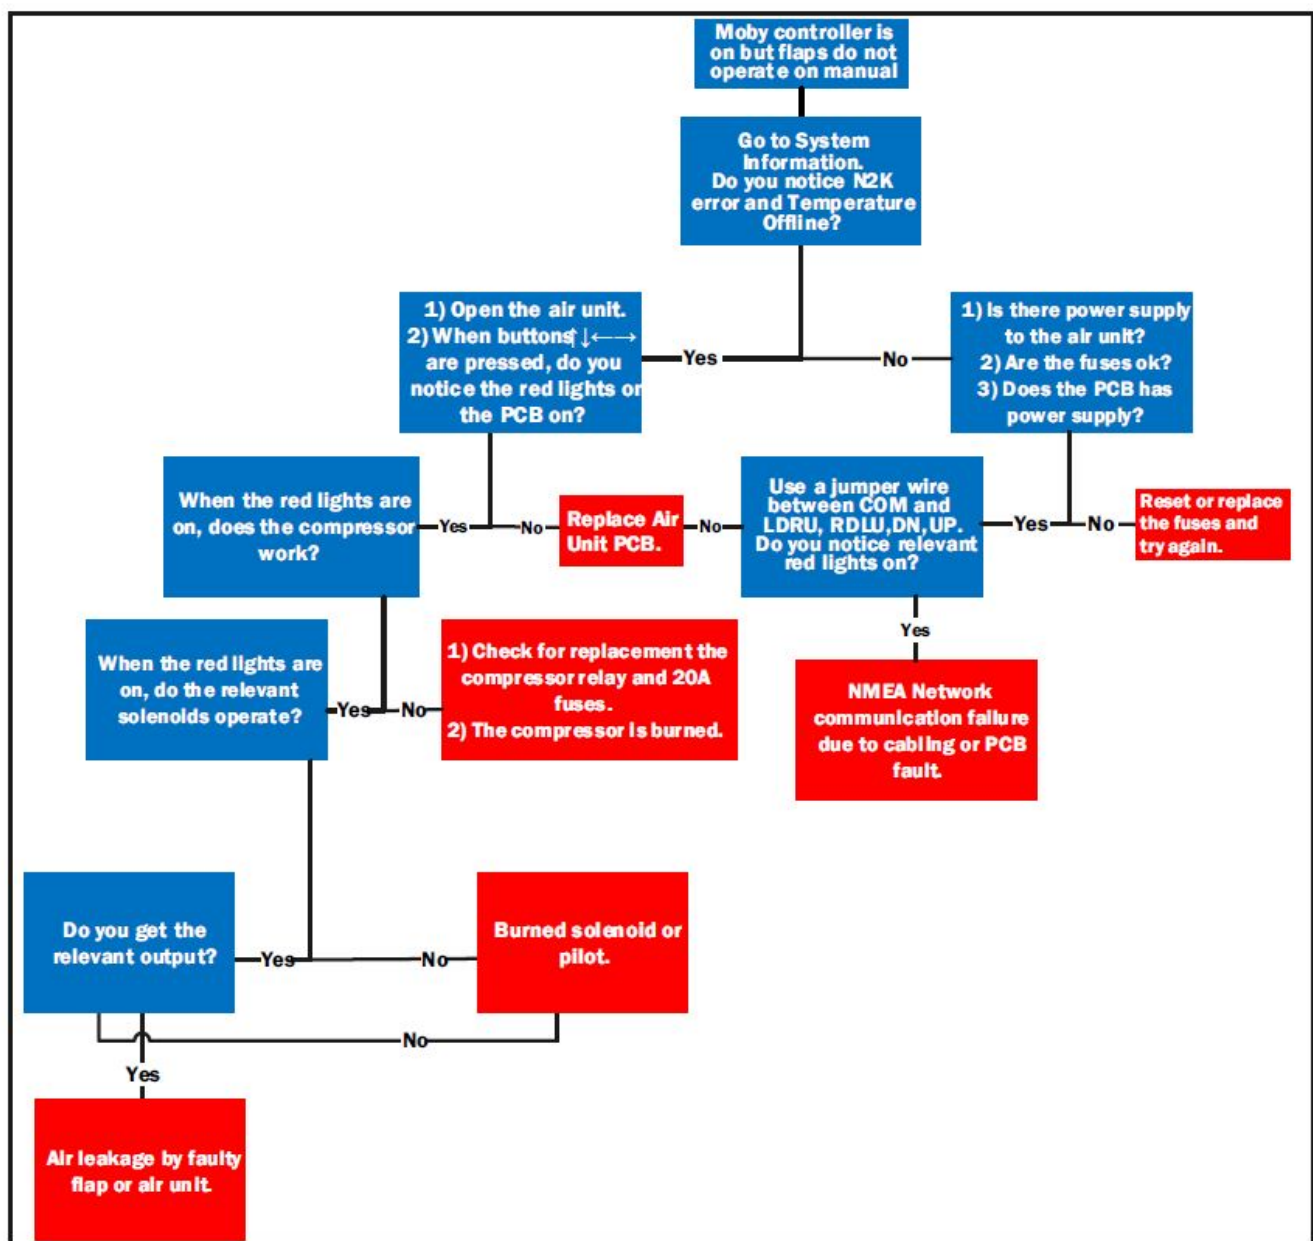 Moby controller is
on but flaps do not
operate on manual
Go to System
Information.
Do you notice N2K
error and Temperature
Offline?
1) Open the air unit.
2) When buttons↑↓←→
are pressed, do you
notice the red lights on
the PCB on?
Yes
No
1) Is there power supply
to the air unit?
2) Are the fuses ok?
3) Does the PCB has
power supply?
When the red lights are
on, does the compressor
work?
Yes
No
Replace Air
Unit PCB.
No
Use a jumper wire
between COM and
LDRU, RDLU,DN,UP.
Do you notice relevant
red lights on?
Yes
No
Reset or replace
the fuses and
try again.
When the red lights are
on, do the relevant
solenoids operate?
Yes
No
1) Check for replacement the
compressor relay and 20A
fuses.
2) The compressor is burned.
Yes
NMEA Network
communication failure
due to cabling or PCB
fault.
Do you get the
relevant output?
Yes
No
Burned solenoid or
pilot.
No
Yes
Air leakage by faulty
flap or air unit.